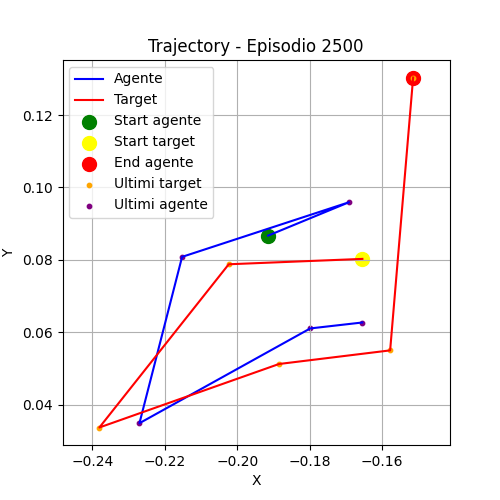 Trajectory - Episodio 2500
Agente
Target
Start agente
Start target
End agente
Ultimi target
Ultimi agente
Y
0.12
0.10
0.08
0.06
0.04
−0.24
−0.22
−0.20
−0.18
−0.16
X